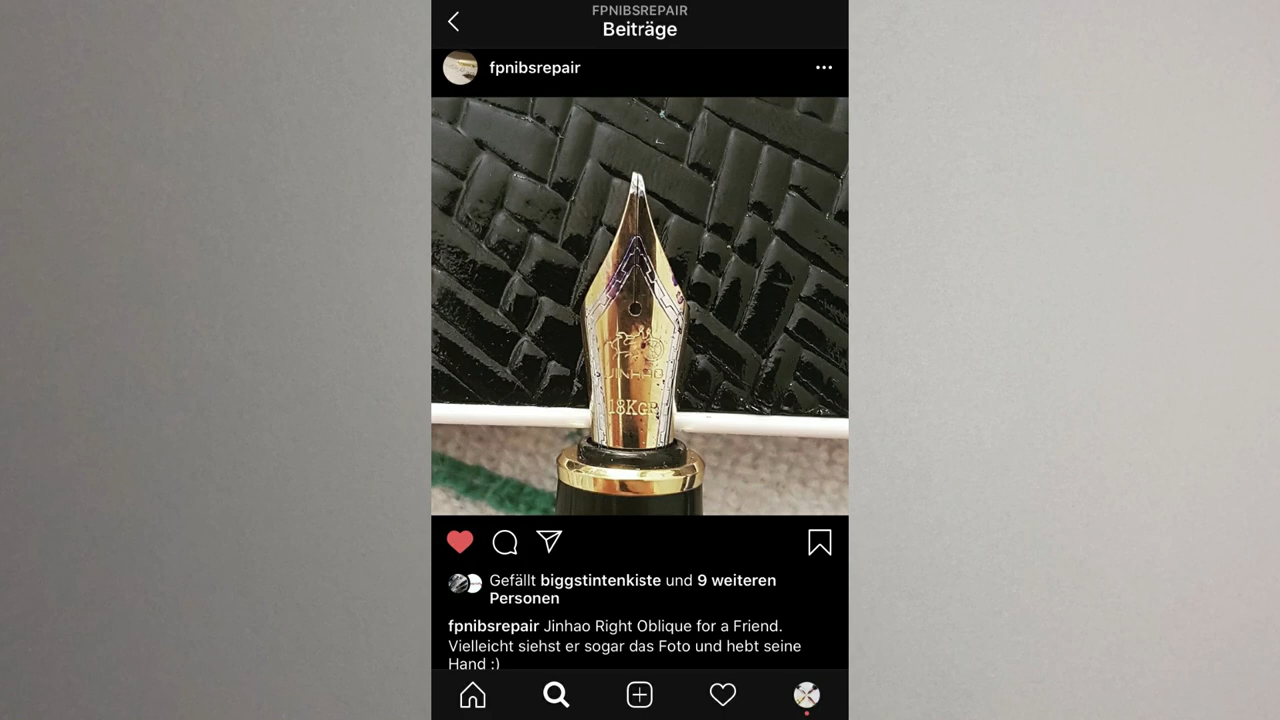 FPNIBSREPAIR
Beiträge
fpnibsrepair
JINHAO
18KGP
Gefällt biggstintenkiste und 9 weiteren
Personen
fpnibsrepair Jinhao Right Oblique for a Friend.
Vielleicht siehst er sogar das Foto und hebt seine
Hand :)